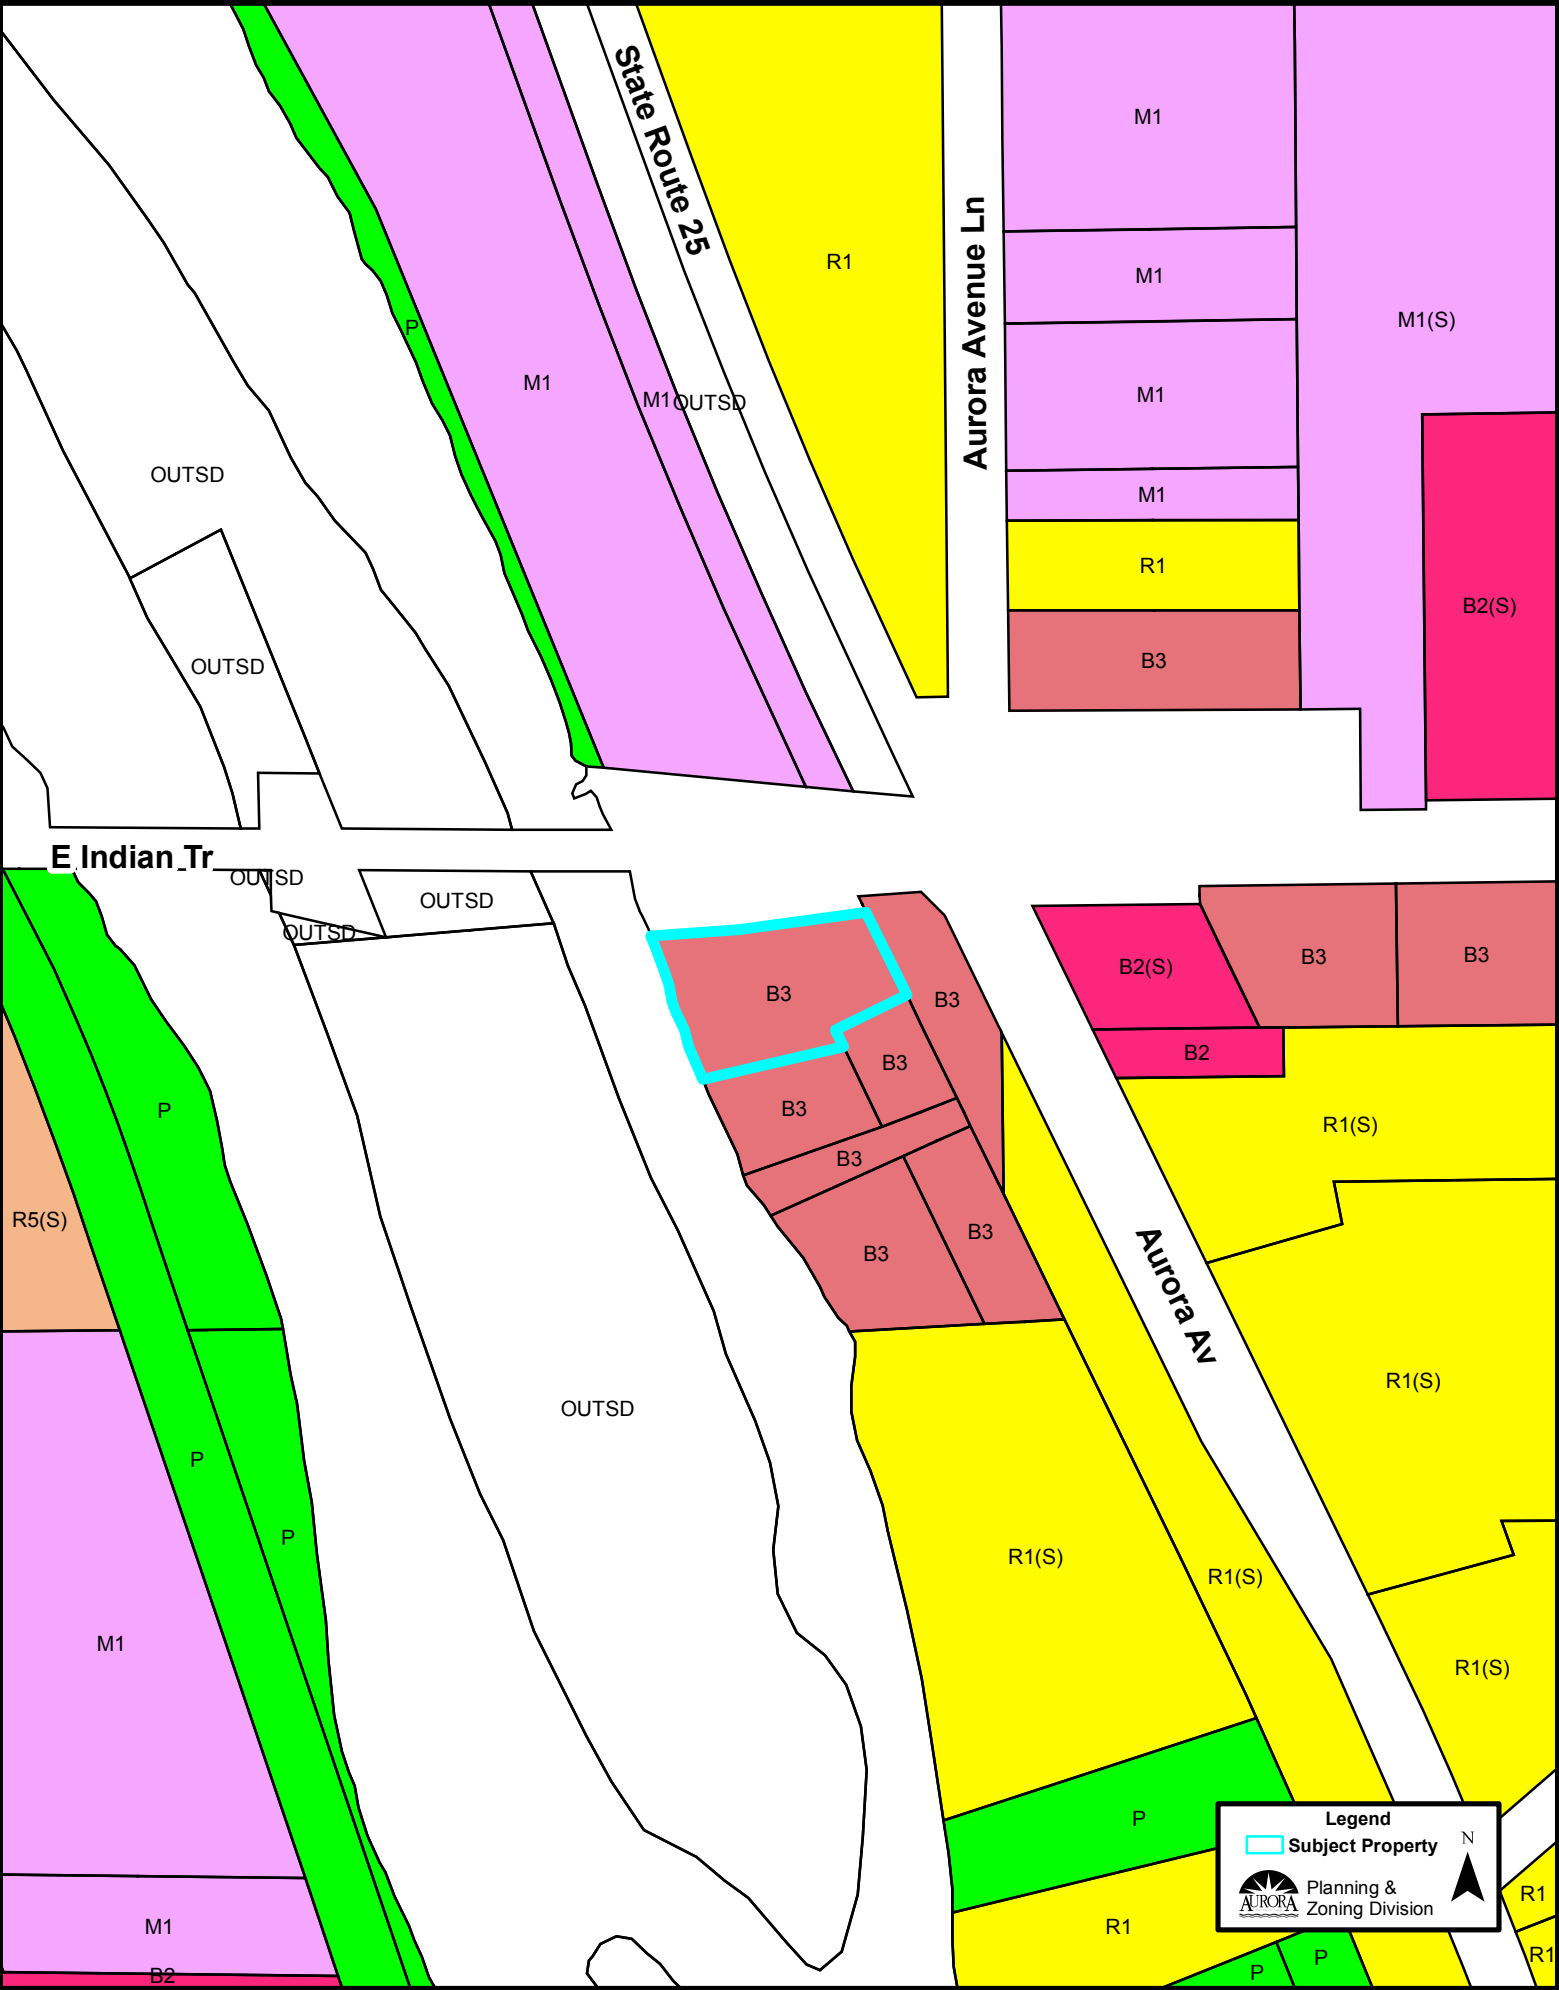 State Route 25
Aurora Avenue Ln
M1
R1
M1
P
M1(S)
M1
M1
M1
OUTSD
OUTSD
M1
R1
B2(S)
B3
OUTSD
E Indian Tr
OUTSD
OUTSD
OUTSD
B3
B3
B2(S)
B3
B3
B3
B2
B3
P
R1(S)
B3
R5(S)
B3
B3
Aurora Av
R1(S)
OUTSD
P
P
R1(S)
R1(S)
M1
R1(S)
P
Legend
Subject Property
N
AURORA
Planning &
Zoning Division
R1
M1
R1
R1
P
P
B2